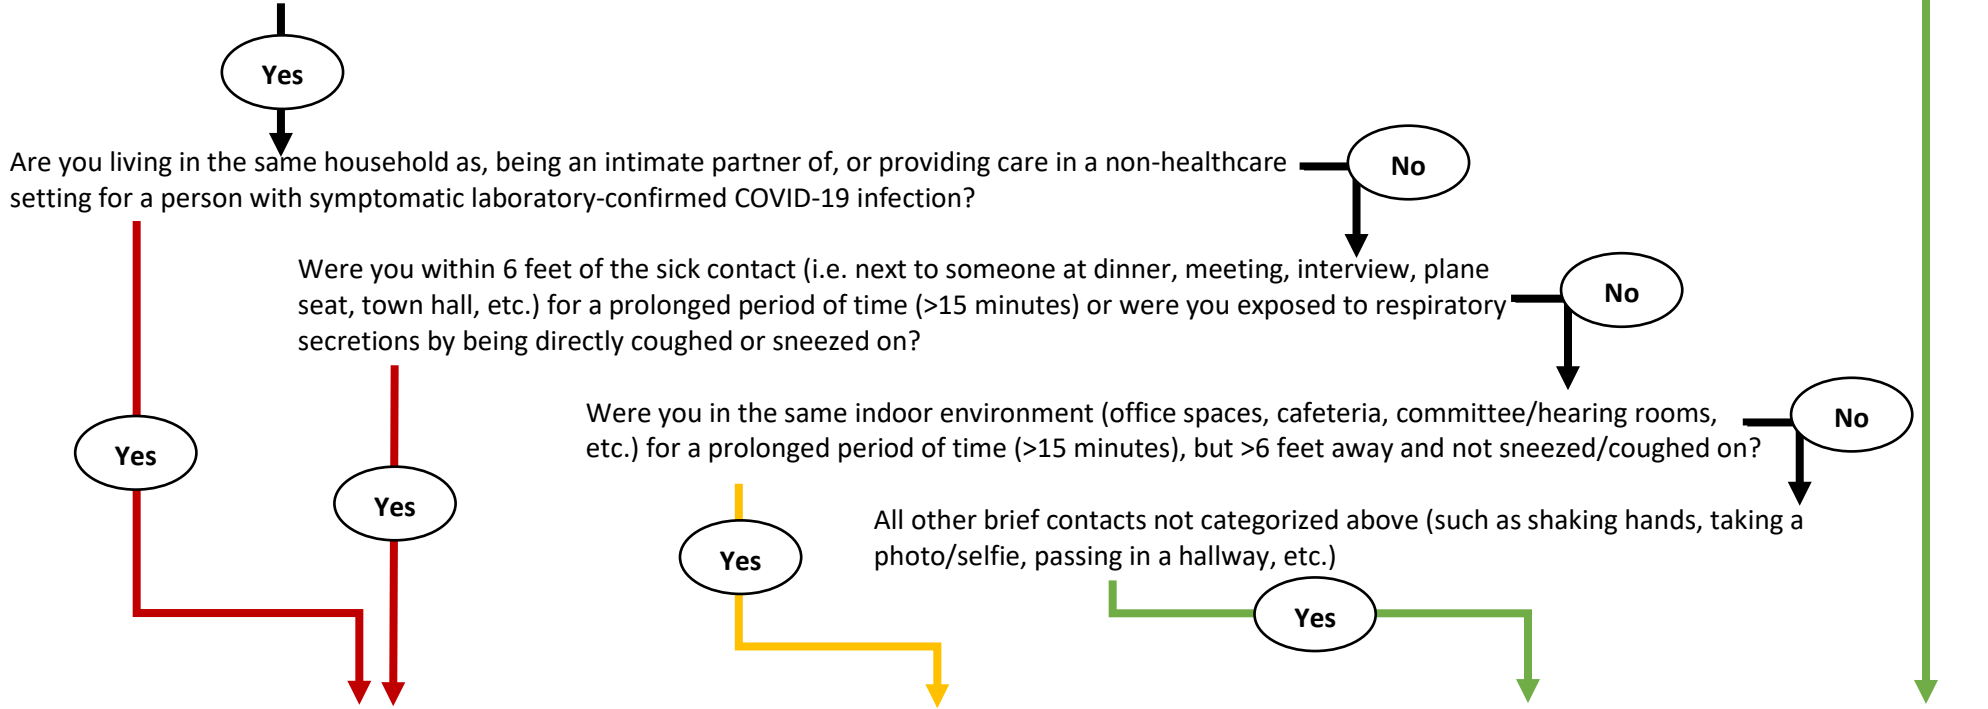 Yes
Are you living in the same household as, being an intimate partner of, or providing care in a non-healthcare
setting for a person with symptomatic laboratory-confirmed COVID-19 infection?
No
Were you within 6 feet of the sick contact (i.e. next to someone at dinner, meeting, interview, plane
seat, town hall, etc.) for a prolonged period of time (>15 minutes) or were you exposed to respiratory
secretions by being directly coughed or sneezed on?
No
Were you in the same indoor environment (office spaces, cafeteria, committee/hearing rooms,
etc.) for a prolonged period of time (>15 minutes), but >6 feet away and not sneezed/coughed on?
No
Yes
Yes
All other brief contacts not categorized above (such as shaking hands, taking a
photo/selfie, passing in a hallway, etc.)
Yes
Yes